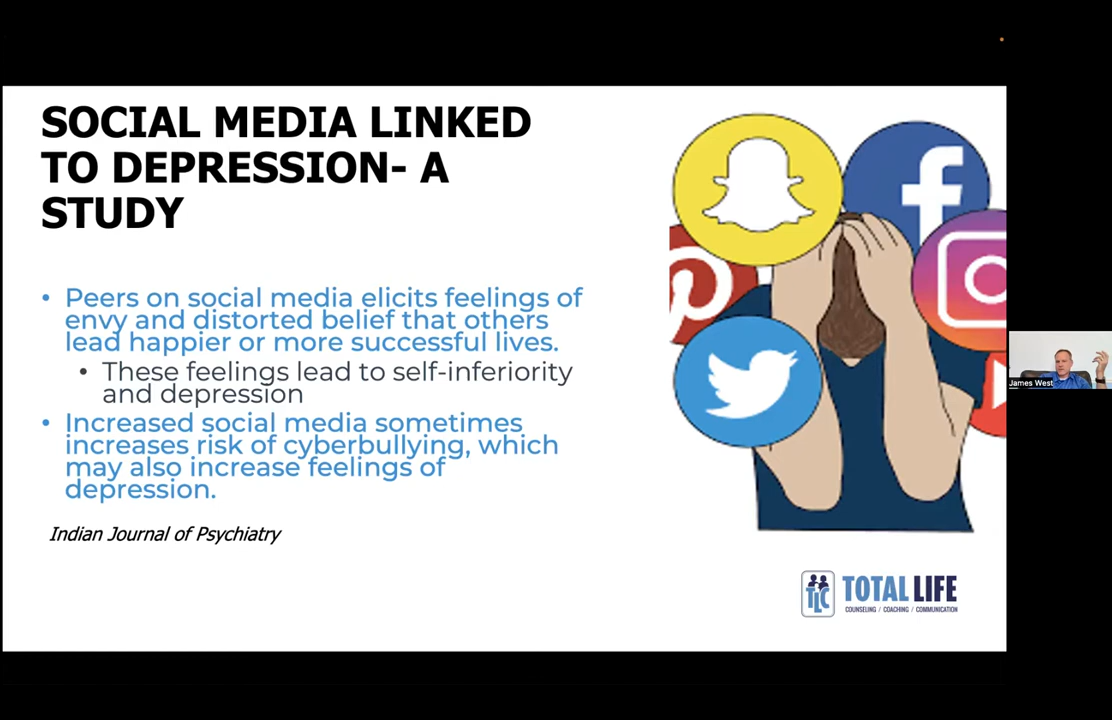 SOCIAL MEDIA LINKED
TO DEPRESSION- A
STUDY
• Peers on social media elicits feelings of
envy and distorted belief that others
lead happier or more successful lives.
• These feelings lead to self-inferiority
and depression
• Increased social media sometimes
increases risk of cyberbullying, which
may also increase feelings of
depression.
Indian Journal of Psychiatry
TLC
TOTAL LIFE
COUNSELING / COACHING / COMMUNICATION
James West